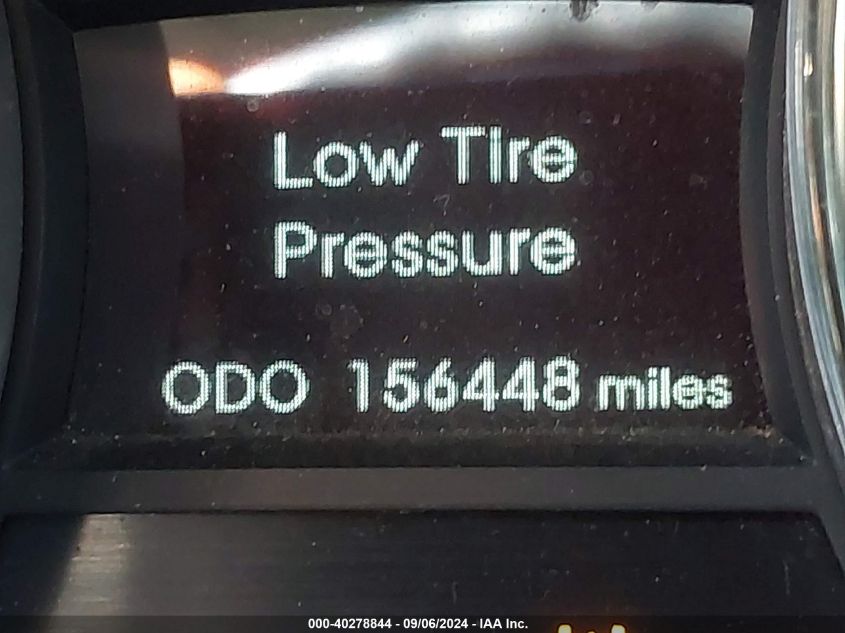 Low Tire
Pressure
ODO 156448 miles
000-40278844 - 09/06/2024 - IAA Inc.